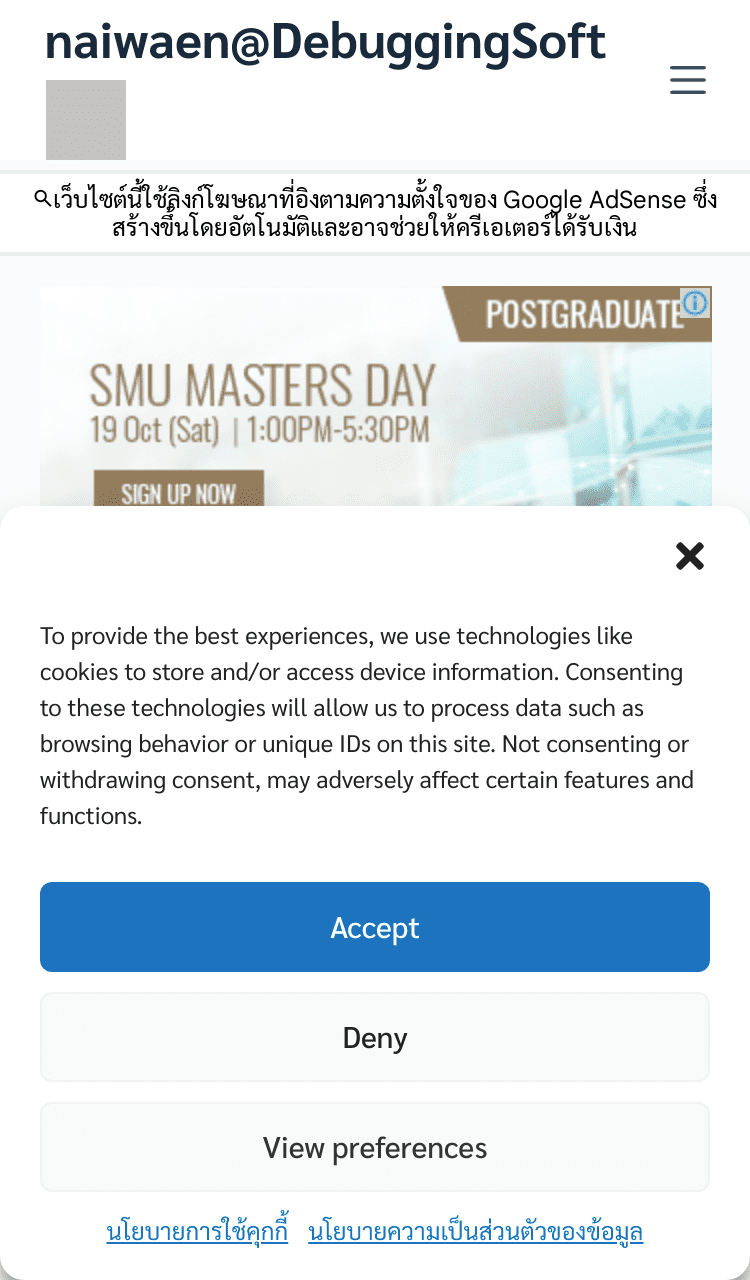 naiwaen@DebuggingSoft
เว็บไซต์นี้ใช้ลิงก์โฆษณาที่อิงตามความตั้งใจของ Google AdSense ซึ่ง
สร้างขึ้นโดยอัตโนมัติและอาจช่วยให้ครีเอเตอร์ได้รับเงิน
POSTGRADUATE
SMU MASTERS DAY
19 Oct (Sat) | 1:00PM-5:30PM
SIGN UP NOW
To provide the best experiences, we use technologies like
cookies to store and/or access device information. Consenting
to these technologies will allow us to process data such as
browsing behavior or unique IDs on this site. Not consenting or
withdrawing consent, may adversely affect certain features and
functions.
Accept
Deny
View preferences
นโยบายการใช้คุกกี้ นโยบายความเป็นส่วนตัวของข้อมูล